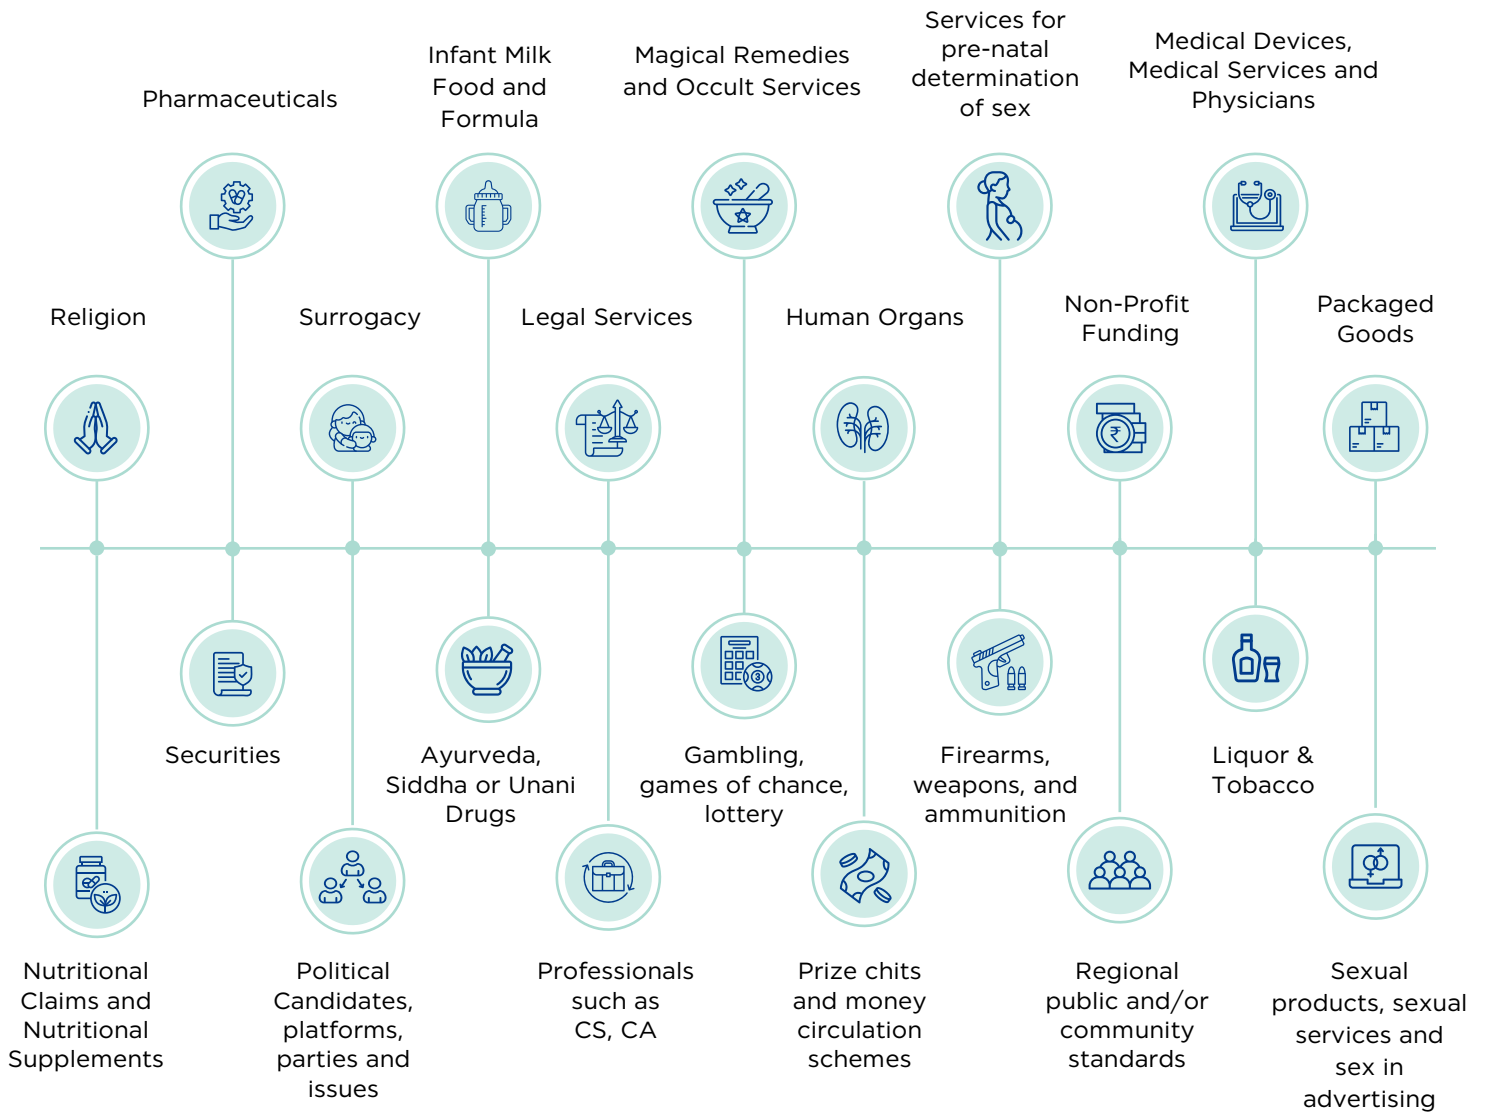 Services for
pre-natal
determination
of sex
Medical Devices,
Medical Services and
Physicians
Infant Milk
Food and
Formula
Magical Remedies
and Occult Services
Pharmaceuticals
Religion
Surrogacy
Legal Services
Human Organs
Non-Profit
Funding
Packaged
Goods
₹
3
Securities
Ayurveda,
Siddha or Unani
Drugs
Gambling,
games of chance,
lottery
Firearms,
weapons, and
ammunition
Liquor &
Tobacco
Nutritional
Claims and
Nutritional
Supplements
Political
Candidates,
platforms,
parties and
issues
Professionals
such as
CS, CA
Prize chits
and money
circulation
schemes
Regional
public and/or
community
standards
Sexual
products, sexual
services and
sex in
advertising